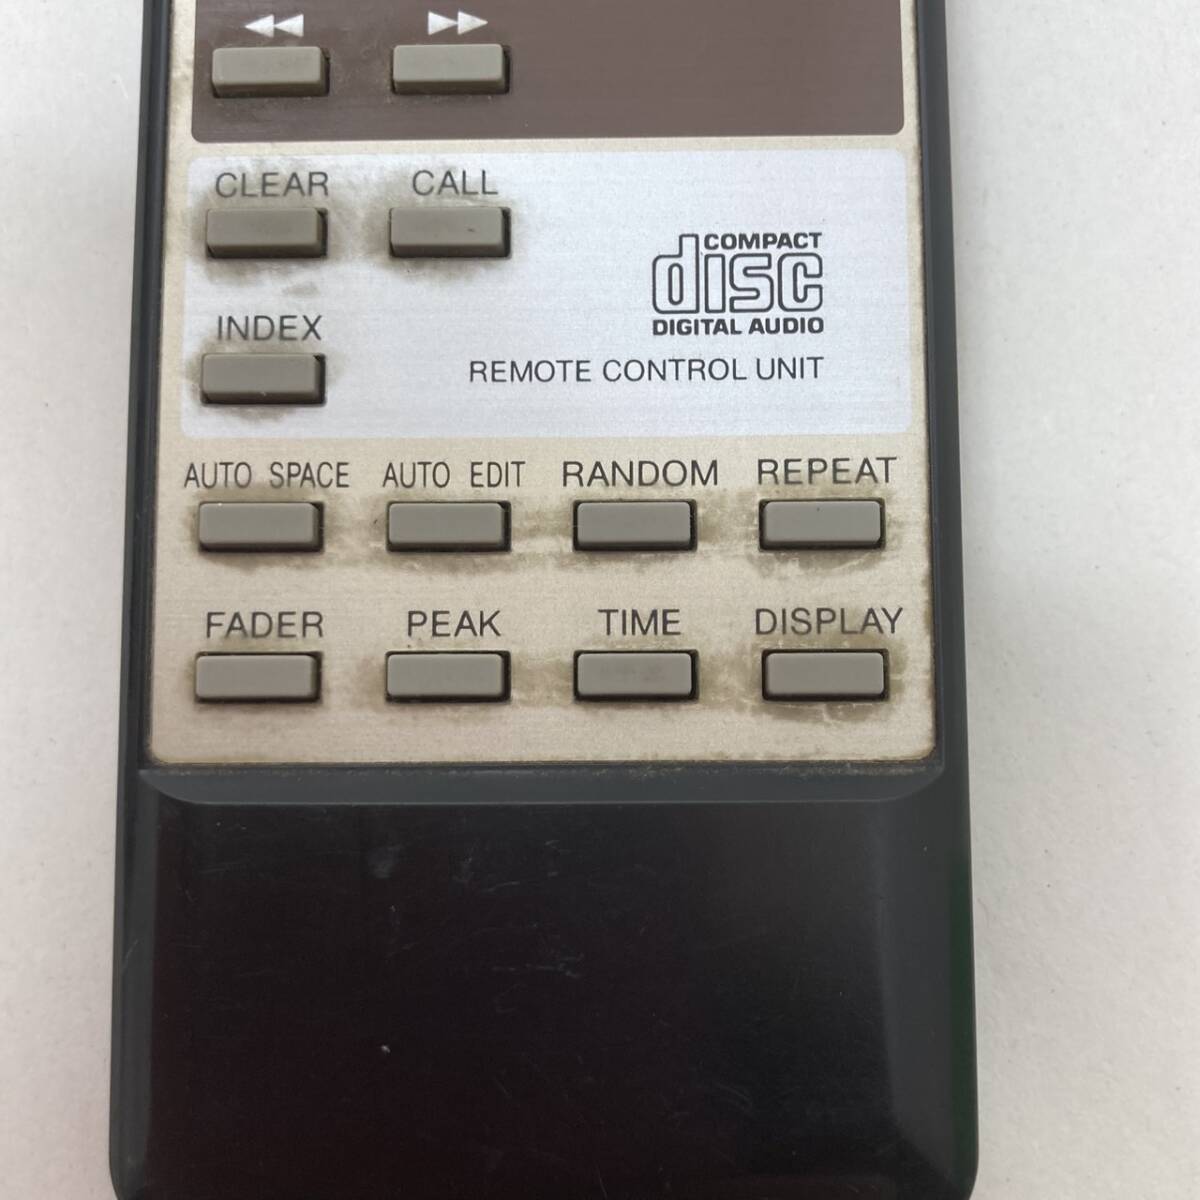 CLEAR CALL
COMPACT
disc
DIGITAL AUDIO
INDEX
REMOTE CONTROL UNIT
AUTO SPACE AUTO EDIT RANDOM REPEAT
FADER PEAK TIME DISPLAY